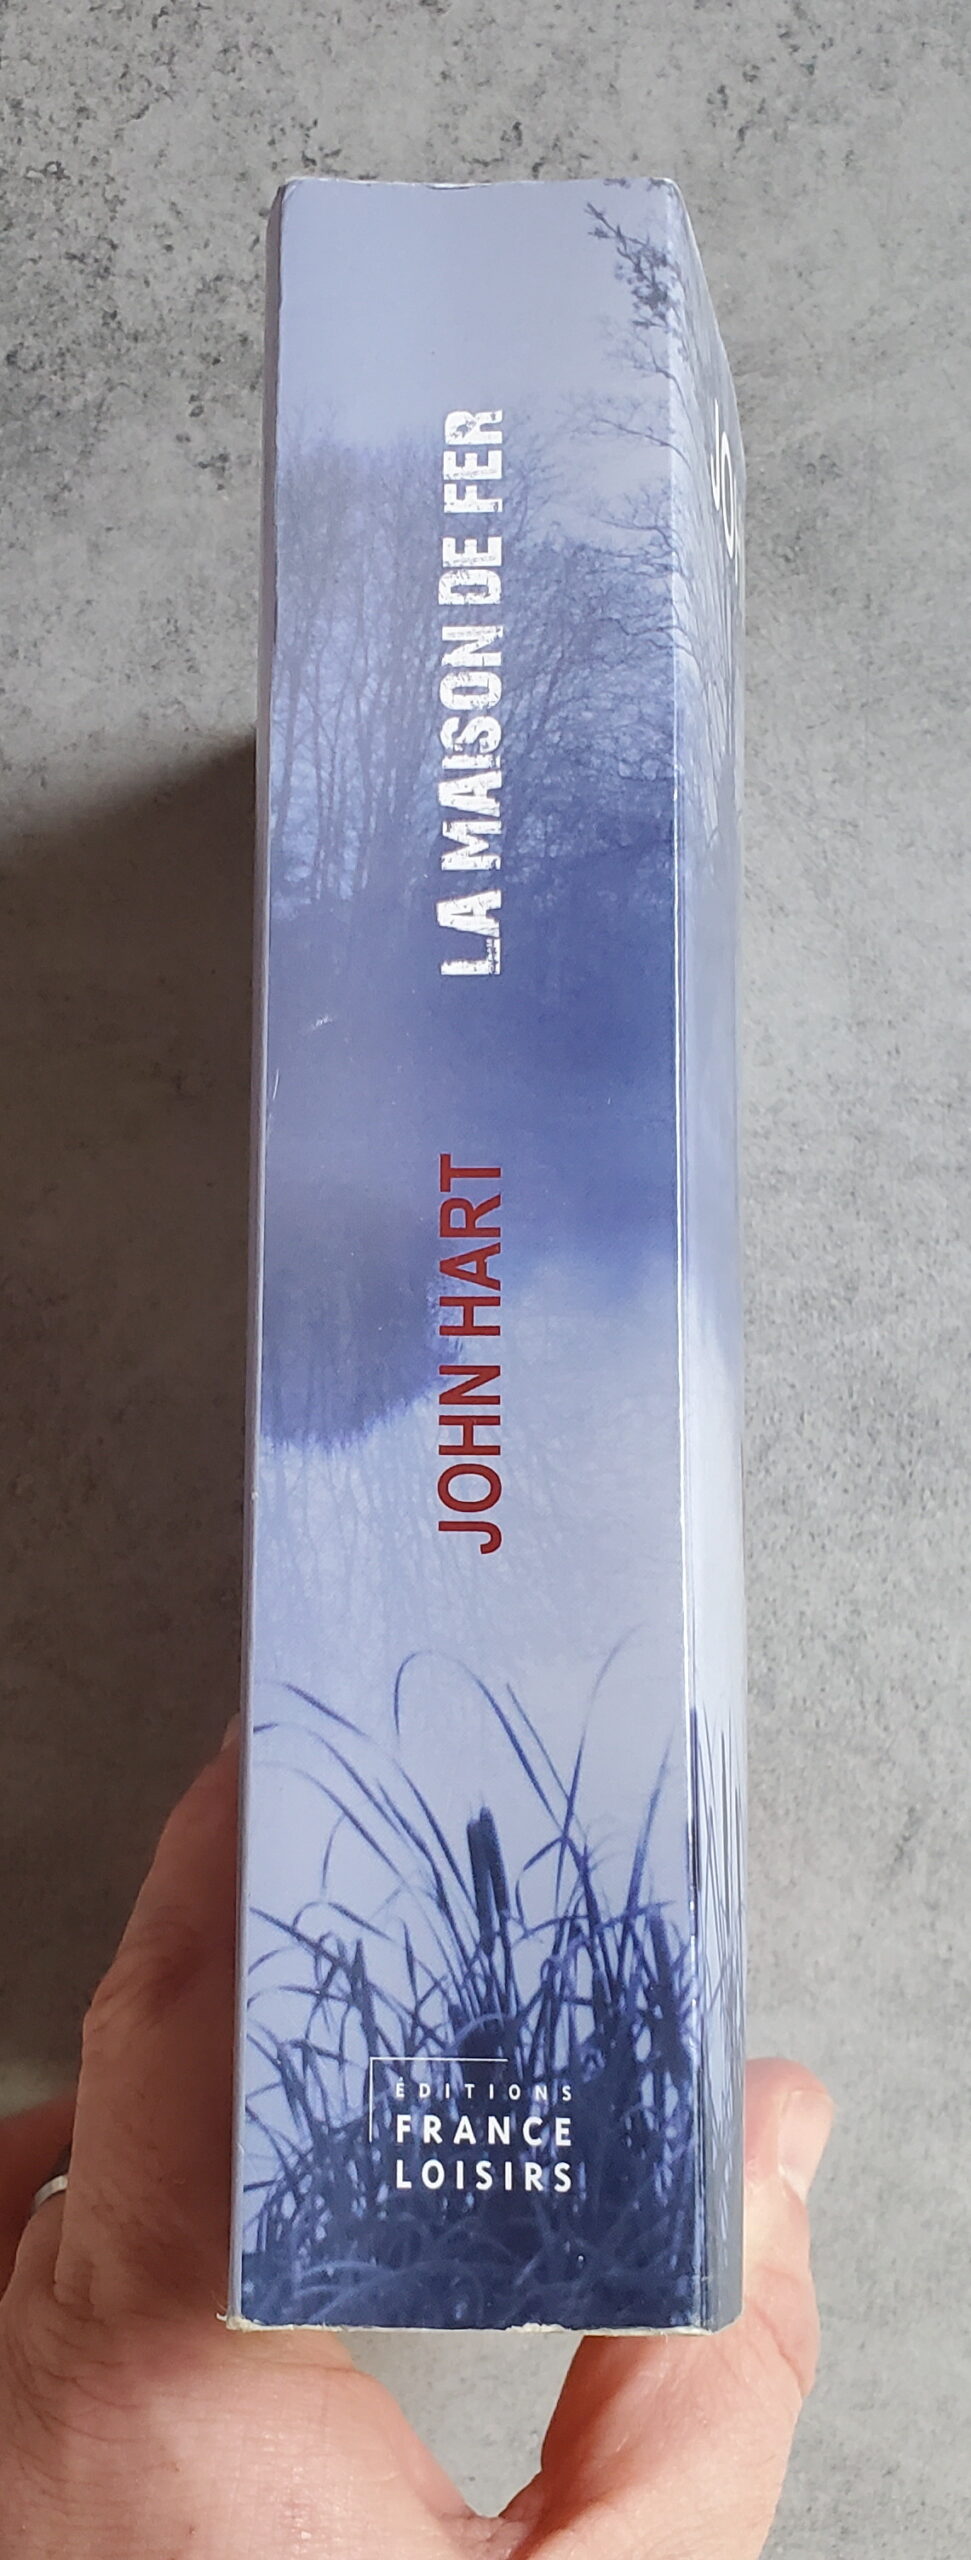 LA MAISON DE FER
JOHN HART
ÉDITIONS
FRANCE
LOISIRS